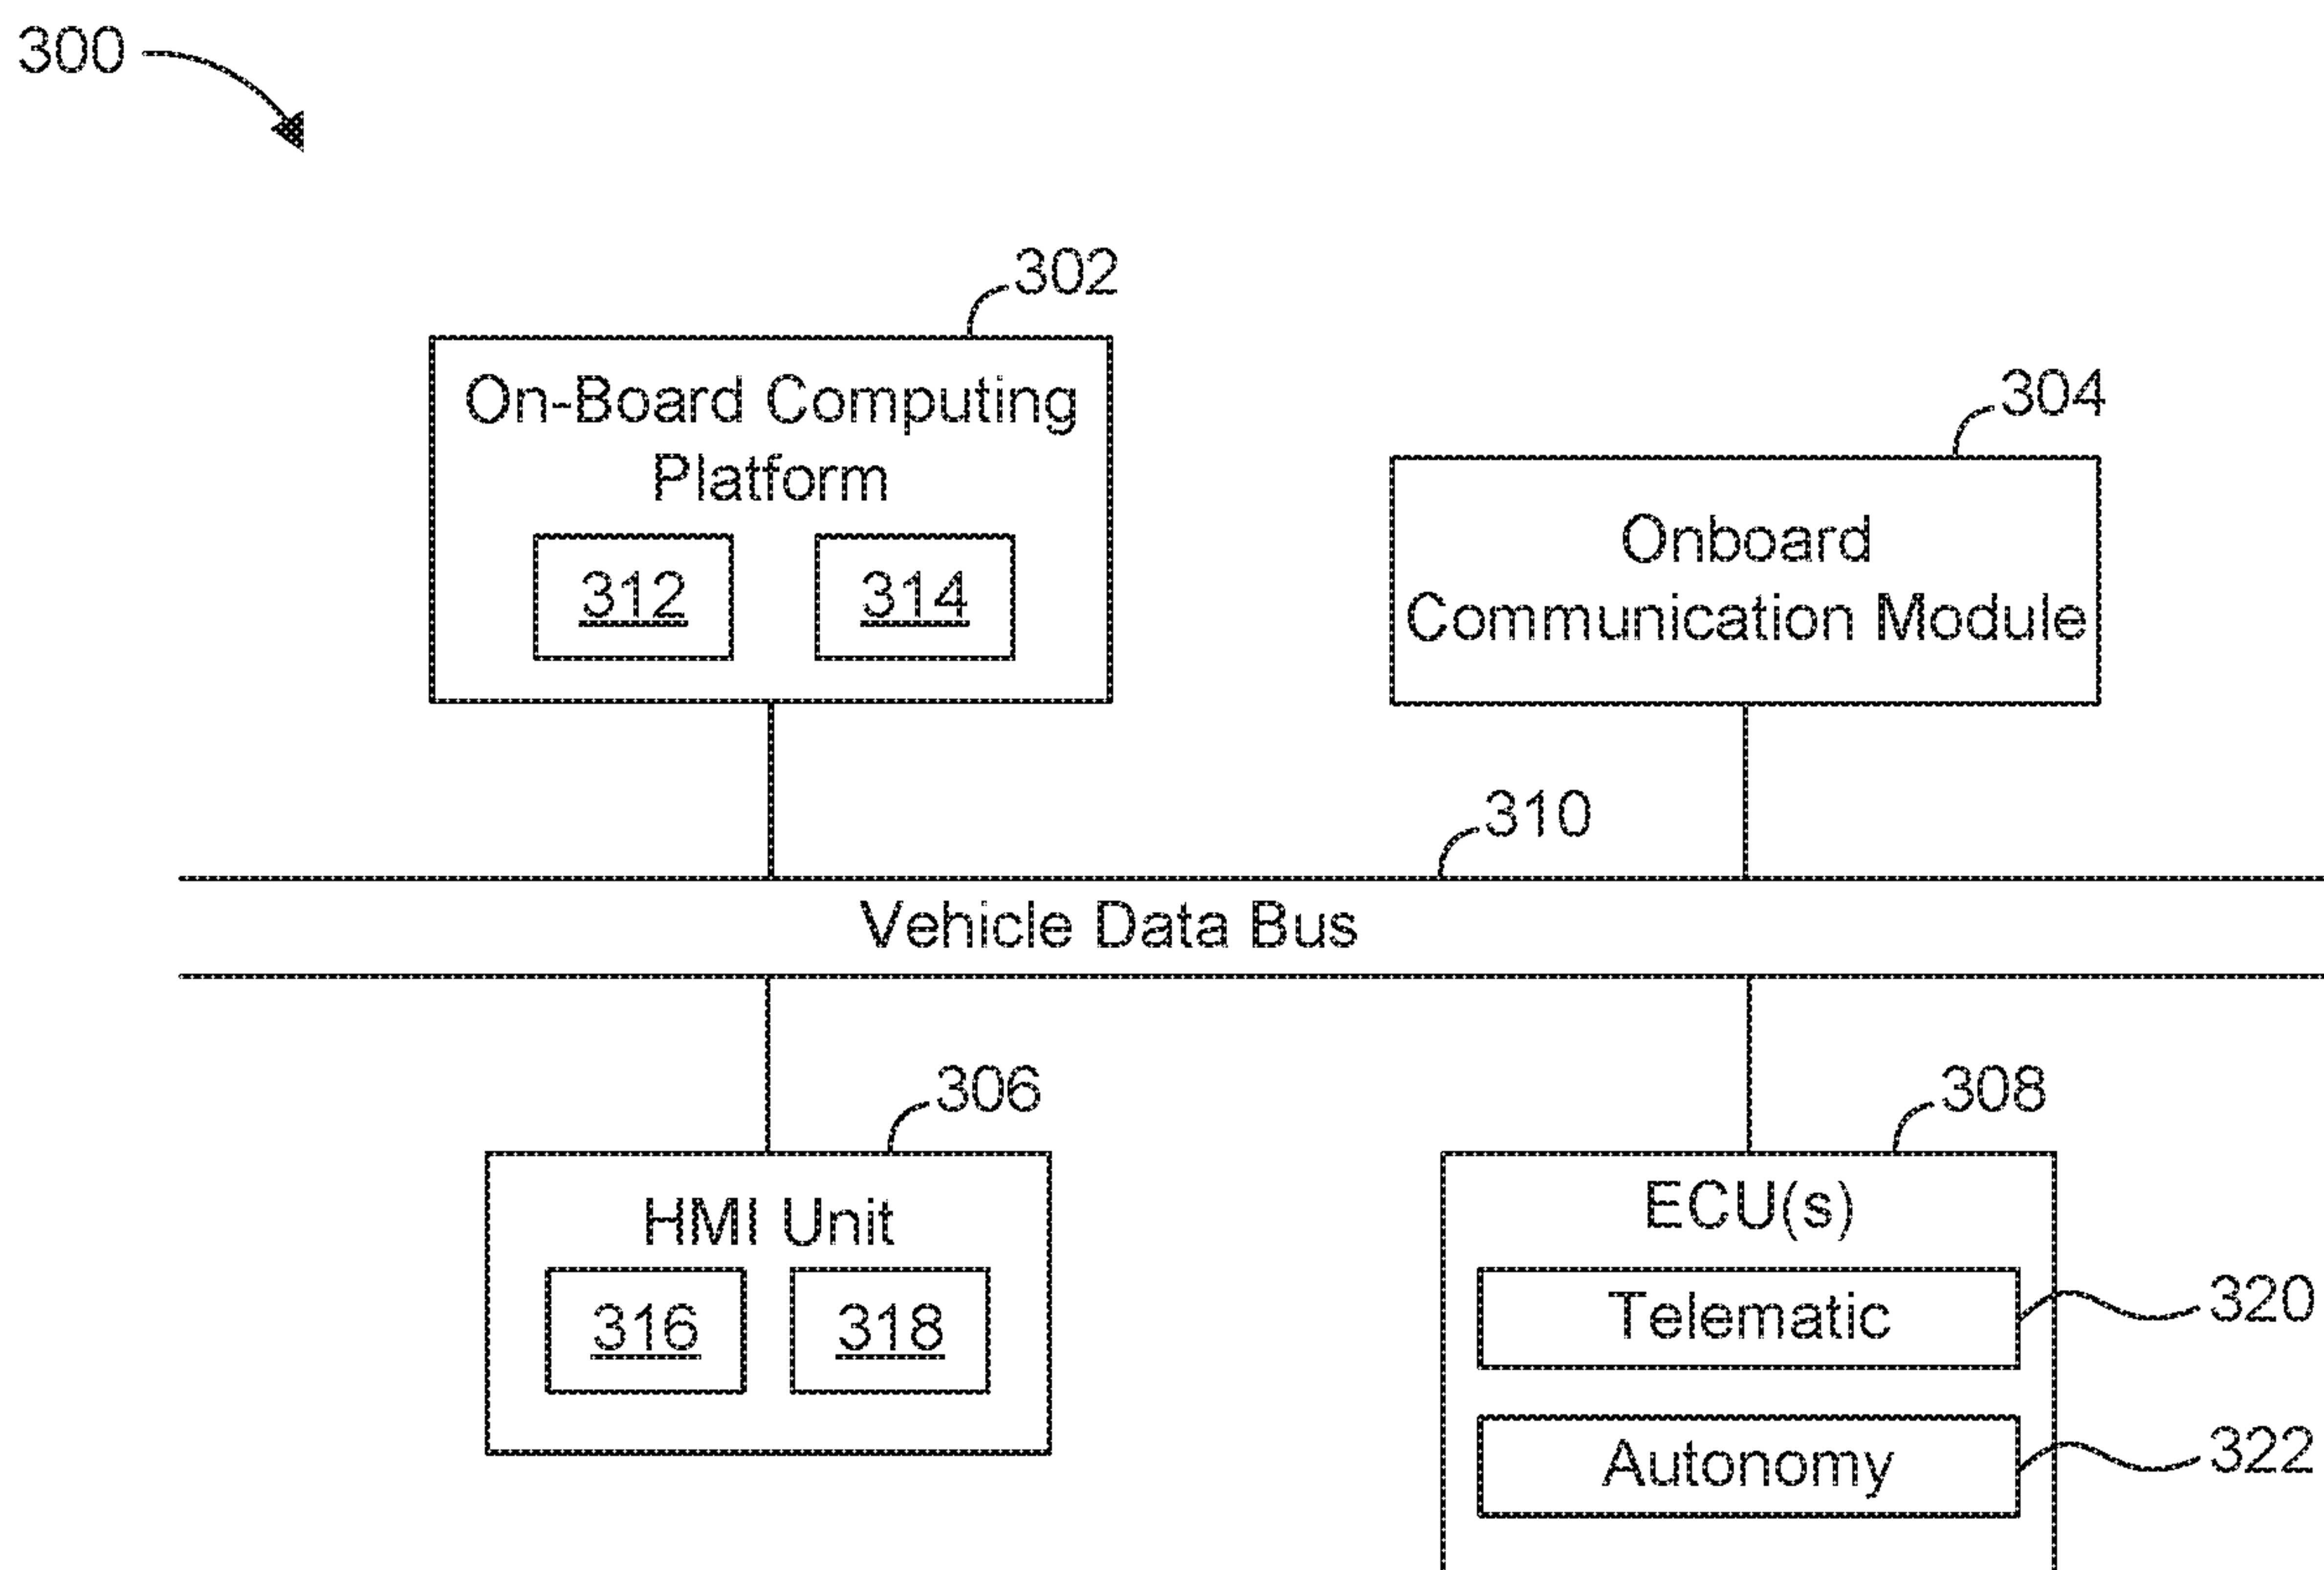 300
302
On-Board Computing
Platform
312 314
304
Onboard
Communication Module
310
Vehicle Data Bus
306
HMI Unit
316 318
308
ECU(s)
Telematic
320
Autonomy
322